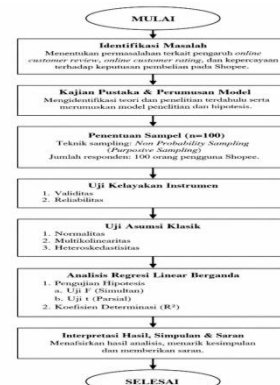 MULAI
Identifikasi Masalah
Menentukan permasalahan terkait pengaruh online
customer review, online customer rating, dan kepercayaan
terhadap keputusan pembelian pada Shopee.
Kajian Pustaka & Perumusan Model
Mengidentifikasi teori dan penelitian terdahulu serta
merumuskan model penelitian dan hipotesis.
Penentuan Sampel (n=100)
Teknik sampling: Non Probability Sampling
(Purposive Sampling)
Jumlah responden: 100 orang pengguna Shopee.
Uji Kelayakan Instrumen
1. Validitas
2. Reliabilitas
Uji Asumsi Klasik
1. Normalitas
2. Multikolinearitas
3. Heteroskedastisitas
Analisis Regresi Linear Berganda
1. Pengujian Hipotesis
a. Uji F (Simultan)
b. Uji t (Parsial)
2. Koefisien Determinasi (R²)
Interpretasi Hasil, Simpulan & Saran
Menafsirkan hasil analisis, menarik kesimpulan
dan memberikan saran.
SELESAI